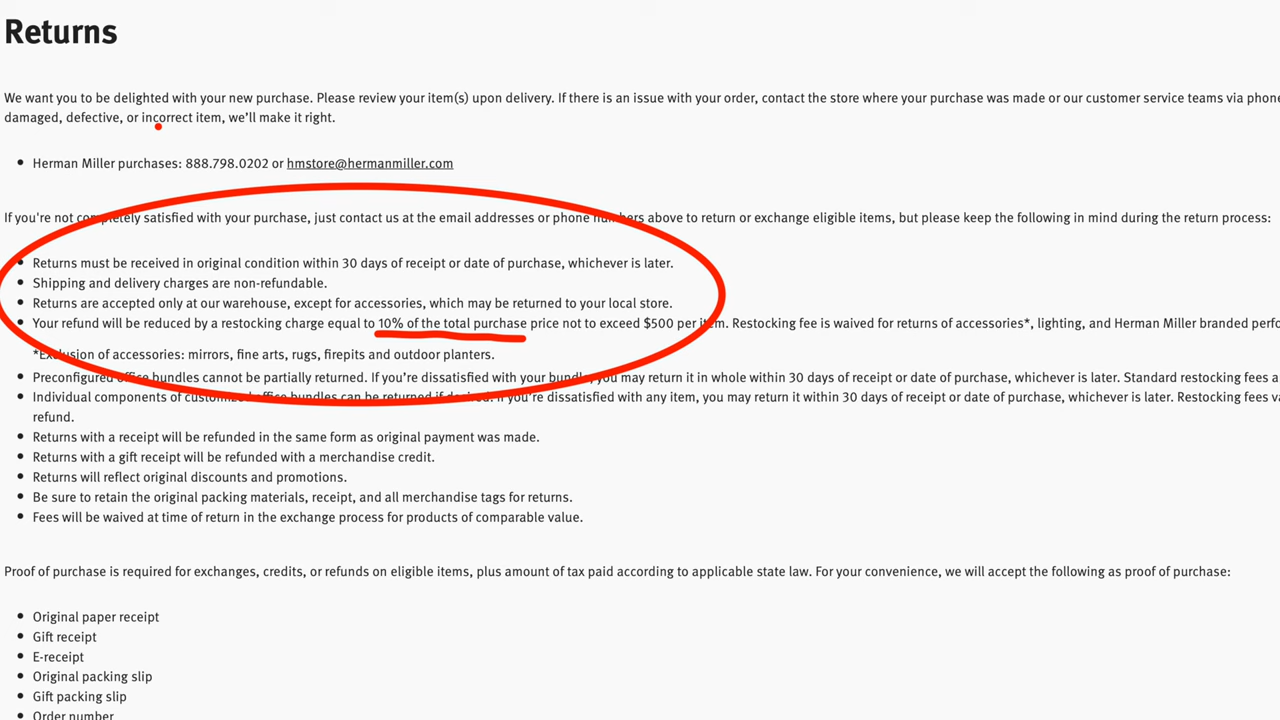 Returns
We want you to be delighted with your new purchase. Please review your item(s) upon delivery. If there is an issue with your order, contact the store where your purchase was made or our customer service teams via phone
damaged, defective, or incorrect item, we’ll make it right.
• Herman Miller purchases: 888.798.0202 or hmstore@hermanmiller.com
If you're not completely satisfied with your purchase, just contact us at the email addresses or phone numbers above to return or exchange eligible items, but please keep the following in mind during the return process:
• Returns must be received in original condition within 30 days of receipt or date of purchase, whichever is later.
• Shipping and delivery charges are non-refundable.
• Returns are accepted only at our warehouse, except for accessories, which may be returned to your local store.
• Your refund will be reduced by a restocking charge equal to 10% of the total purchase price not to exceed $500 per item. Restocking fee is waived for returns of accessories*, lighting, and Herman Miller branded perfo
*Exclusion of accessories: mirrors, fine arts, rugs, firepits and outdoor planters.
• Preconfigured office bundles cannot be partially returned. If you’re dissatisfied with your bundle, you may return it in whole within 30 days of receipt or date of purchase, whichever is later. Standard restocking fees a
• Individual components of customized office bundles can be returned if desired. If you’re dissatisfied with any item, you may return it within 30 days of receipt or date of purchase, whichever is later. Restocking fees va
refund.
• Returns with a receipt will be refunded in the same form as original payment was made.
• Returns with a gift receipt will be refunded with a merchandise credit.
• Returns will reflect original discounts and promotions.
• Be sure to retain the original packing materials, receipt, and all merchandise tags for returns.
• Fees will be waived at time of return in the exchange process for products of comparable value.
Proof of purchase is required for exchanges, credits, or refunds on eligible items, plus amount of tax paid according to applicable state law. For your convenience, we will accept the following as proof of purchase:
• Original paper receipt
• Gift receipt
• E-receipt
• Original packing slip
• Gift packing slip
• Order number